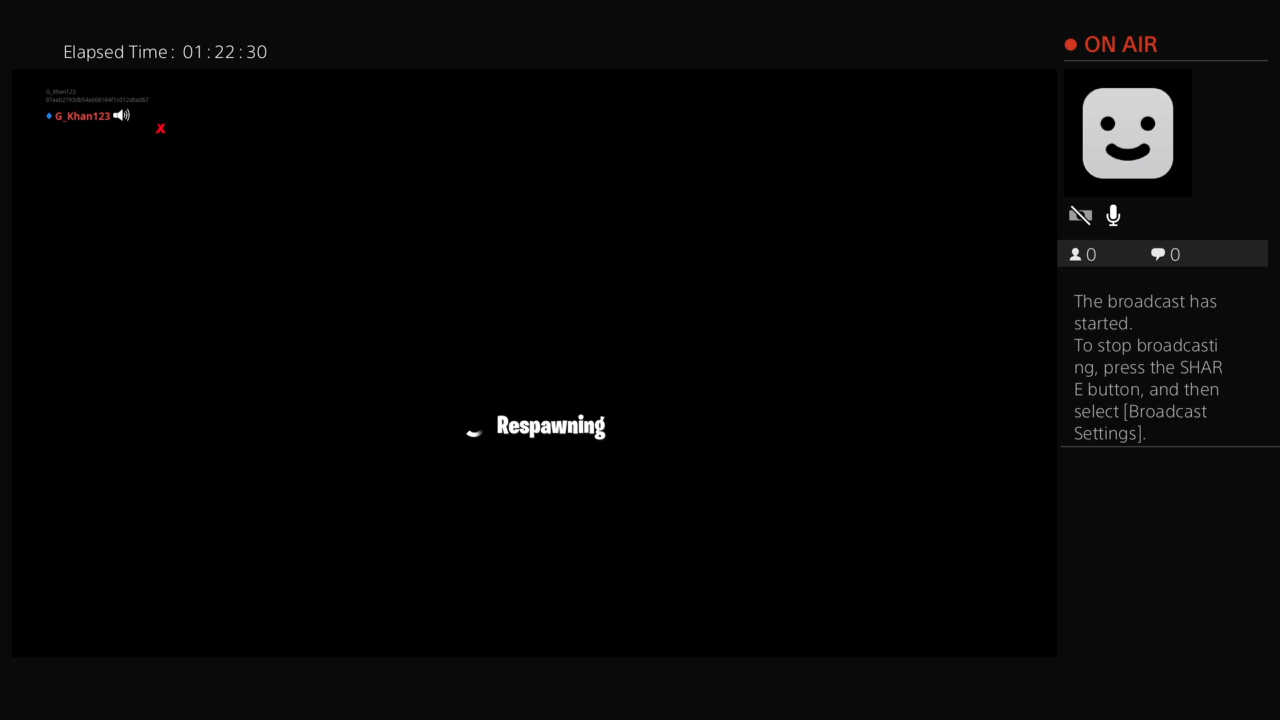 Elapsed Time: 01:22:30
ON AIR
G_Khan123
G_Khan123
X
0
0
The broadcast has
started.
To stop broadcasti
ng, press the SHAR
E button, and then
select [Broadcast
Settings].
Respawning